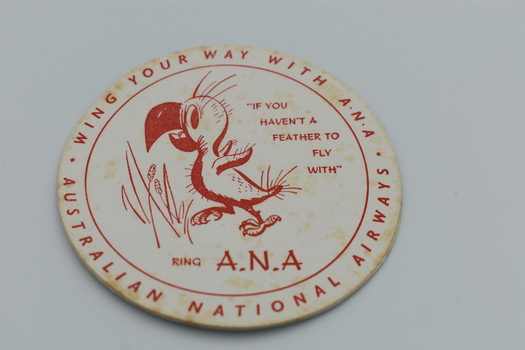 • WING YOUR WAY WITH A.N.A •
"IF YOU
HAVEN'T A
FEATHER TO
FLY
WITH"
RING A.N.A
AUSTRALIAN NATIONAL AIRWAYS